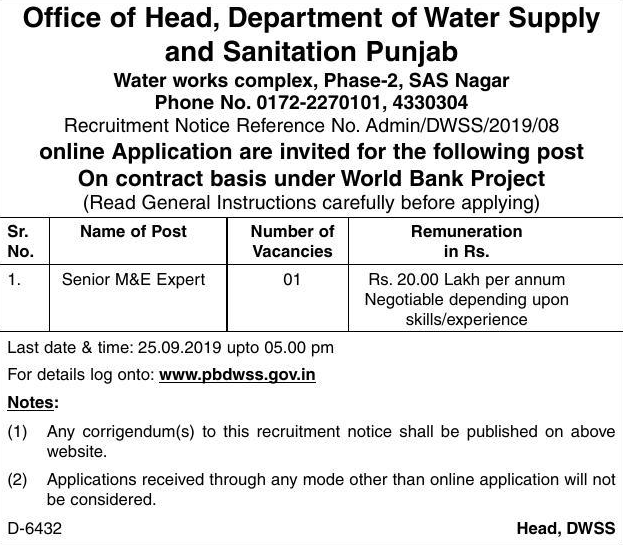 Office of Head, Department of Water Supply
and Sanitation Punjab
Water works complex, Phase-2, SAS Nagar
Phone No. 0172-2270101, 4330304
Recruitment Notice Reference No. Admin/DWSS/2019/08
online Application are invited for the following post
On contract basis under World Bank Project
(Read General Instructions carefully before applying)
Sr. No. Name of Post Number of Vacancies Remuneration in Rs.
1. Senior M&E Expert 01 Rs. 20.00 Lakh per annum
Negotiable depending upon
skills/experience
Last date & time: 25.09.2019 upto 05.00 pm
For details log onto: www.pbdwss.gov.in
Notes:
(1) Any corrigendum(s) to this recruitment notice shall be published on above
website.
(2) Applications received through any mode other than online application will not
be considered.
D-6432 Head, DWSS